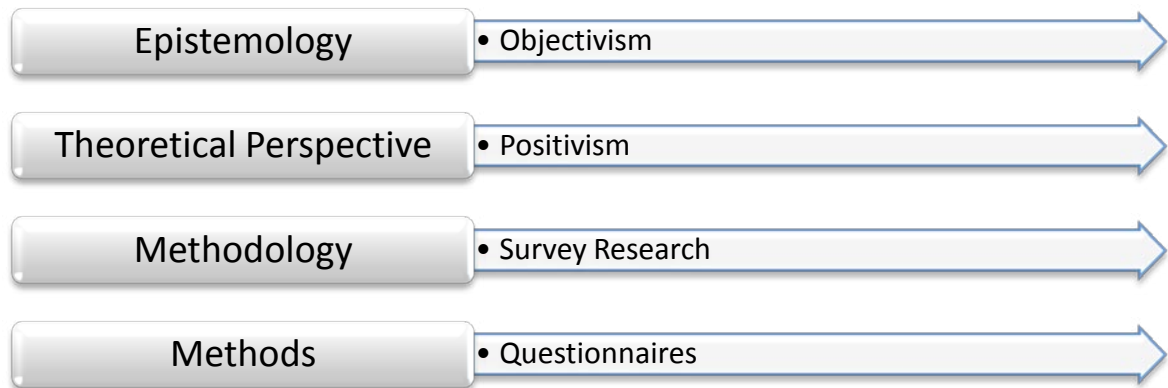 Epistemology
• Objectivism
Theoretical Perspective
• Positivism
Methodology
• Survey Research
Methods
• Questionnaires